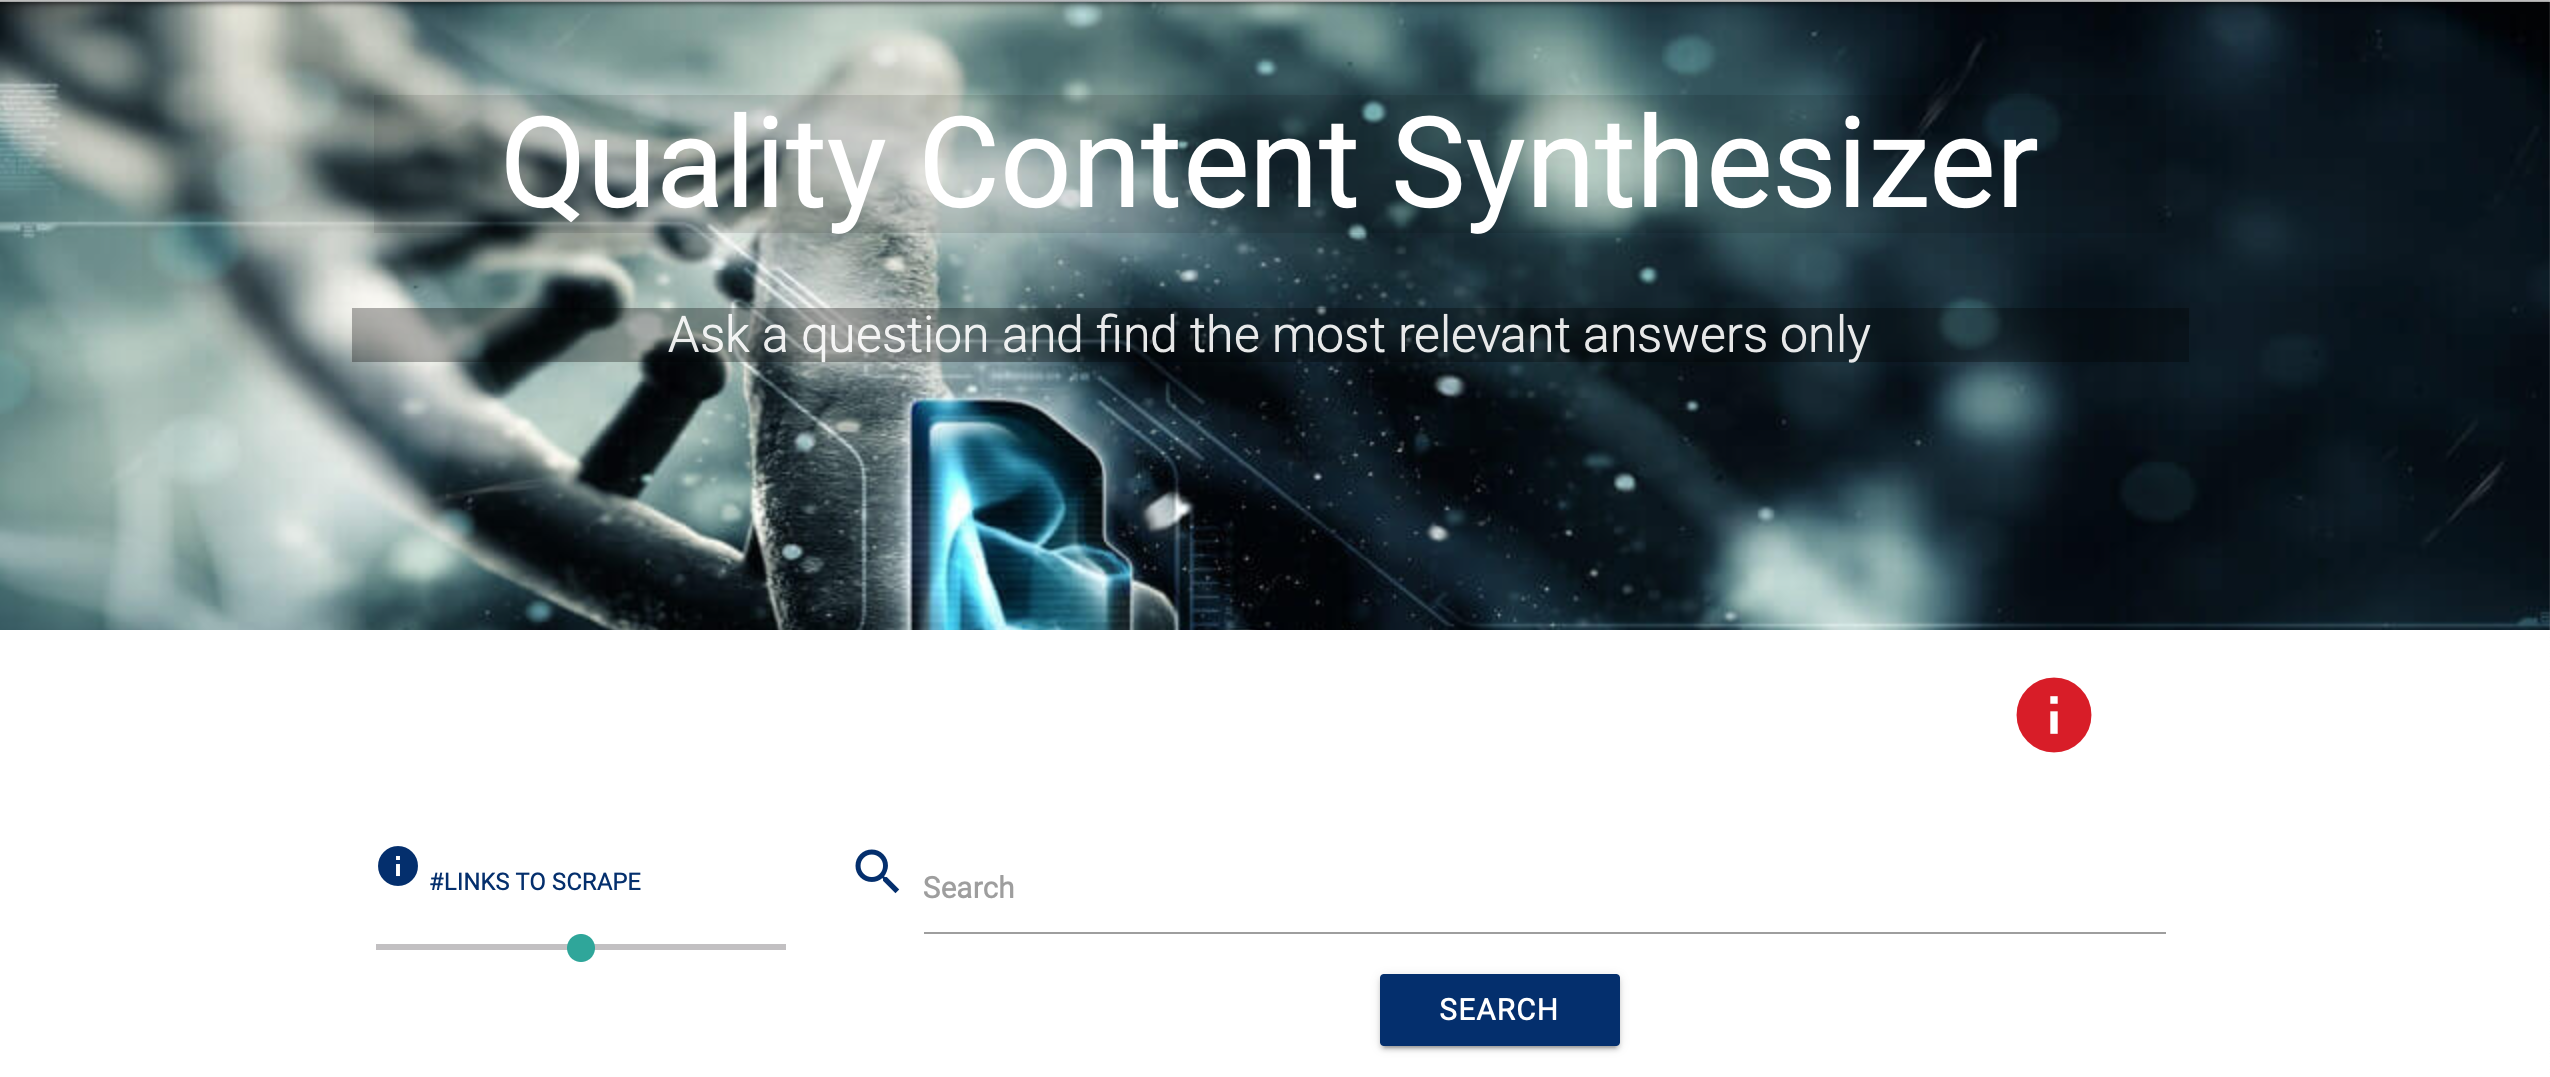 Quality Content Synthesizer
Ask a question and find the most relevant answers only
#LINKS TO SCRAPE
Search
SEARCH